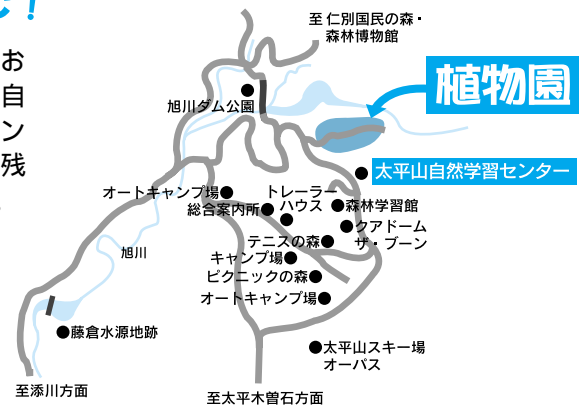 お
自
ン
残
至 仁別国民の森・
森林博物館
植物園
旭川ダム公園
太平山自然学習センター
オートキャンプ場
トレーラー
ハウス
総合案内所
森林学習館
クアドーム
ザ・ブーン
テニスの森
旭川
キャンプ場
ピクニックの森
オートキャンプ場
藤倉水源地跡
太平山スキー場
オーパス
至添川方面
至太平木曽石方面